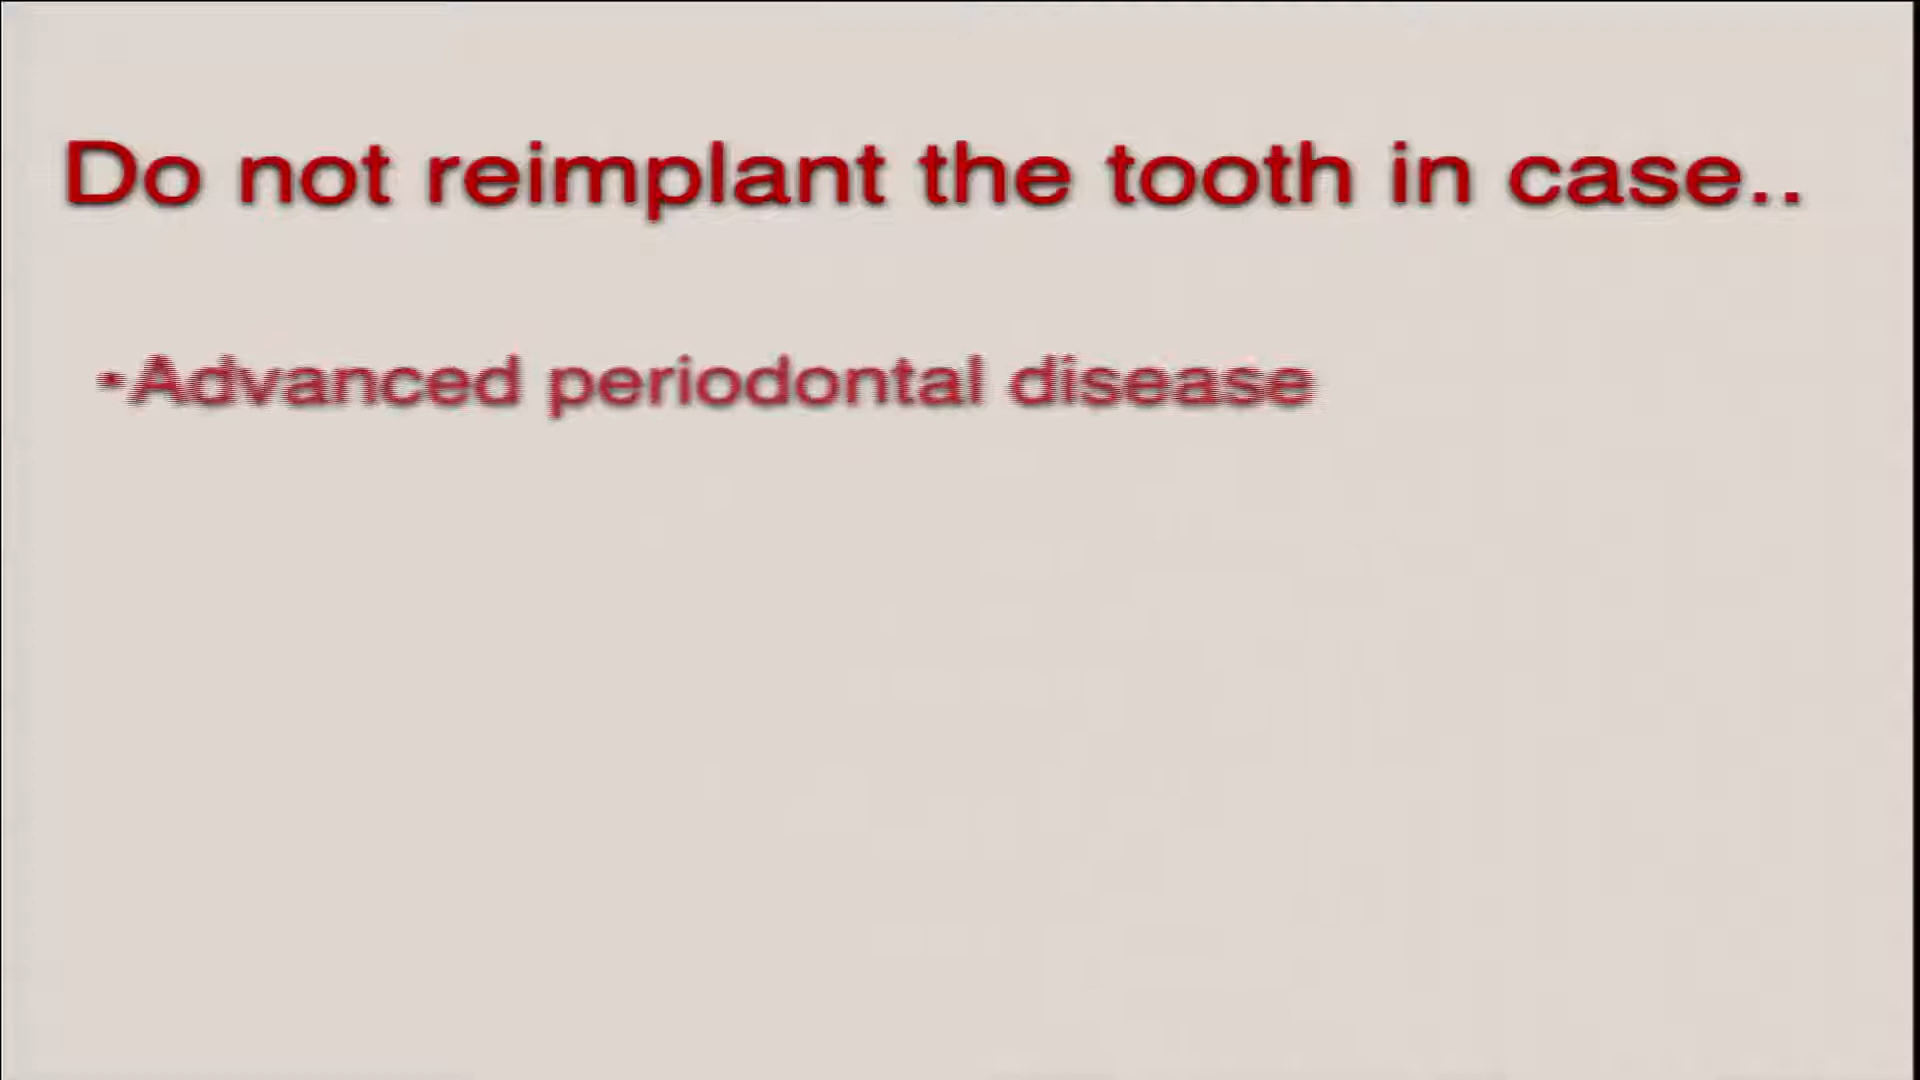 Do not reimplant the tooth in case..
•Advanced periodontal disease